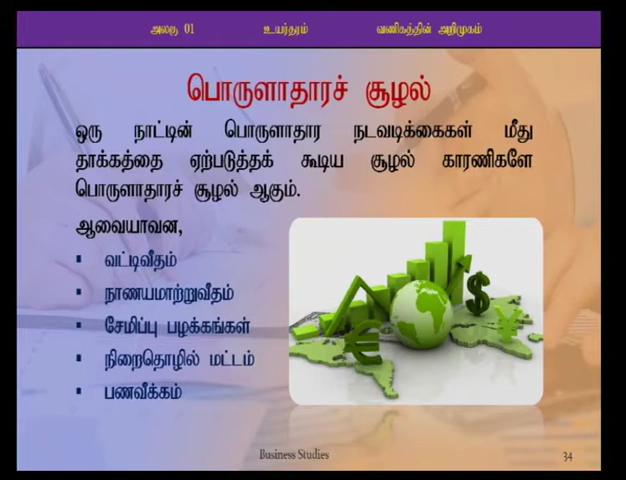 அலகு 01 உயர்தரம் வணிகத்தின் அறிமுகம்
பொருளாதாரச் சூழல்
ஒரு நாட்டின் பொருளாதார நடவடிக்கைகள் மீது
தாக்கத்தை ஏற்படுத்தக் கூடிய சூழல் காரணிகளே
பொருளாதாரச் சூழல் ஆகும்.
ஆவையாவன,
▪ வட்டிவீதம்
▪ நாணயமாற்றுவீதம்
▪ சேமிப்பு பழக்கங்கள்
▪ நிறைதொழில் மட்டம்
▪ பணவீக்கம்
€ $ ¥
Business Studies 34